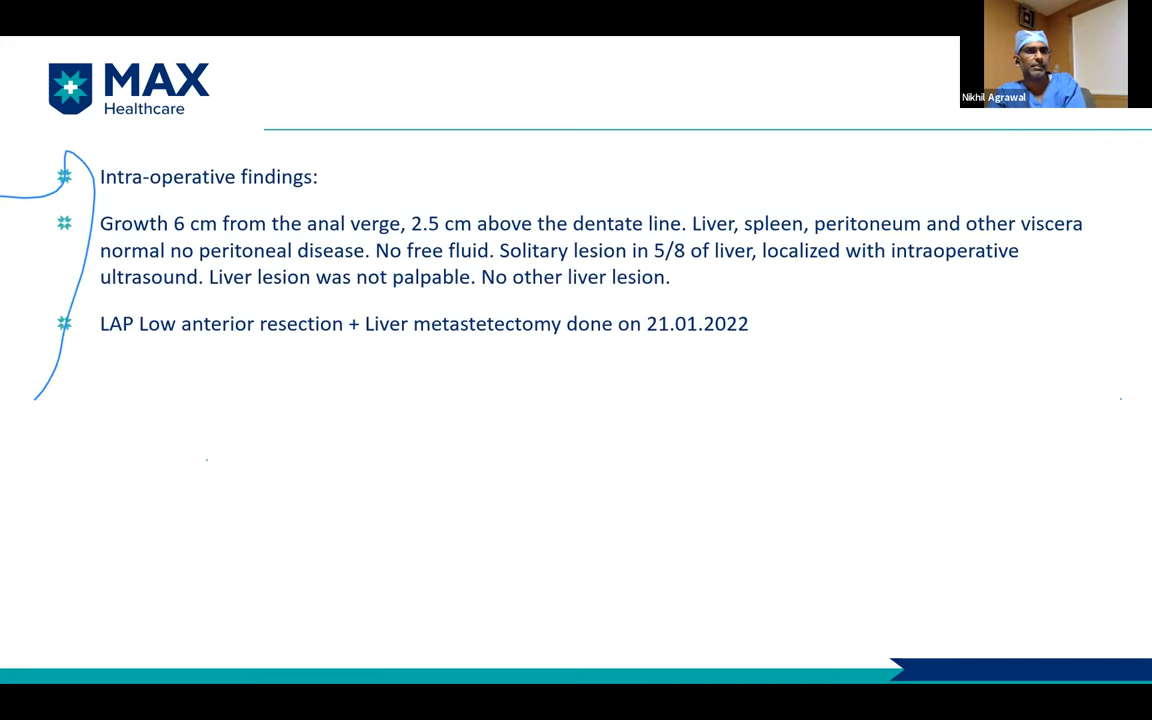 MAX
Healthcare
Nikhil Agrawal
Intra-operative findings:
Growth 6 cm from the anal verge, 2.5 cm above the dentate line. Liver, spleen, peritoneum and other viscera
normal no peritoneal disease. No free fluid. Solitary lesion in 5/8 of liver, localized with intraoperative
ultrasound. Liver lesion was not palpable. No other liver lesion.
LAP Low anterior resection + Liver metastetectomy done on 21.01.2022